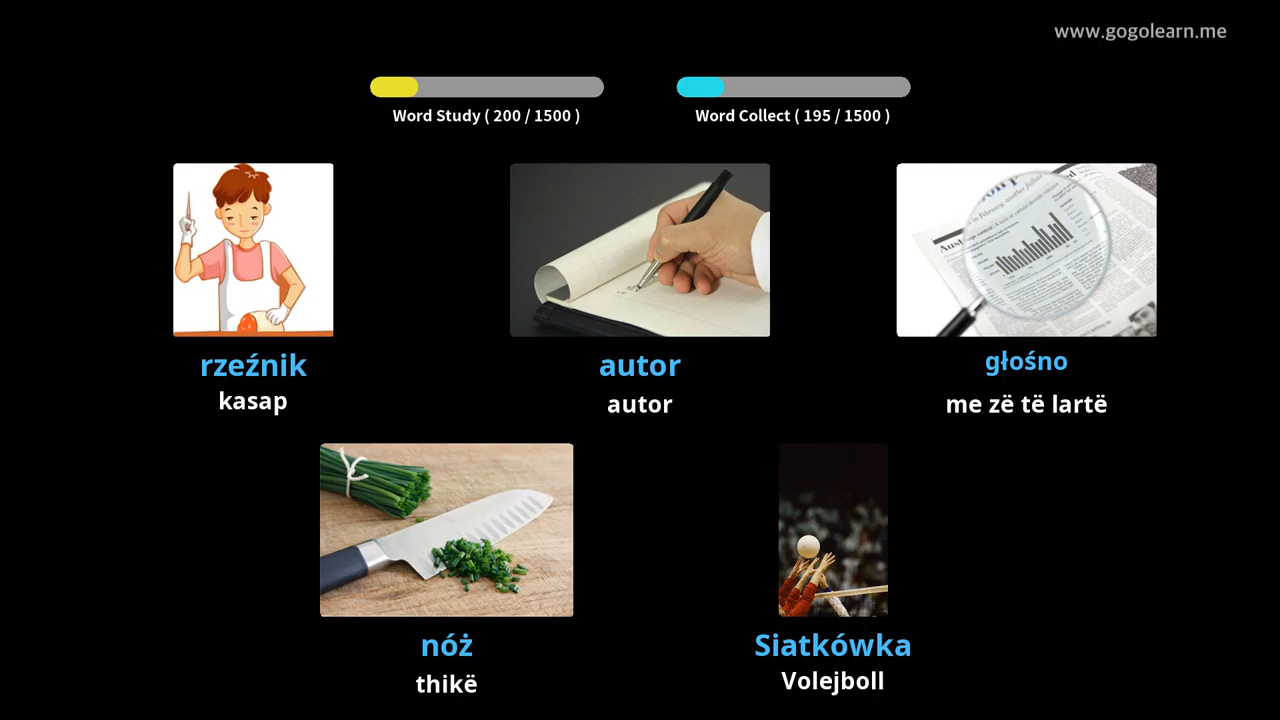 www.gogolearn.me
Word Study ( 200 / 1500 )
Word Collect ( 195 / 1500 )
rzeźnik
kasap
autor
autor
głośno
me zë të lartë
nóż
thikë
Siatkówka
Volejboll